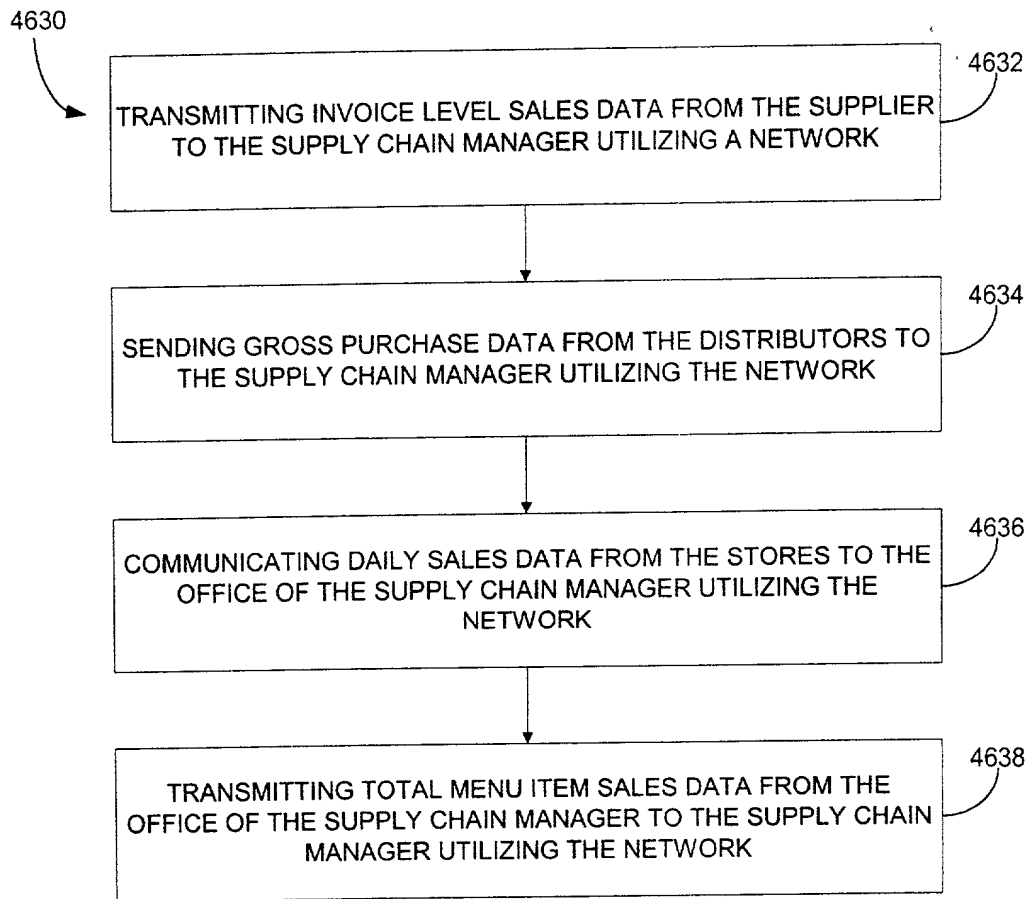 4630
4632
TRANSMITTING INVOICE LEVEL SALES DATA FROM THE SUPPLIER
TO THE SUPPLY CHAIN MANAGER UTILIZING A NETWORK
4634
SENDING GROSS PURCHASE DATA FROM THE DISTRIBUTORS TO
THE SUPPLY CHAIN MANAGER UTILIZING THE NETWORK
4636
COMMUNICATING DAILY SALES DATA FROM THE STORES TO THE
OFFICE OF THE SUPPLY CHAIN MANAGER UTILIZING THE
NETWORK
4638
TRANSMITTING TOTAL MENU ITEM SALES DATA FROM THE
OFFICE OF THE SUPPLY CHAIN MANAGER TO THE SUPPLY CHAIN
MANAGER UTILIZING THE NETWORK